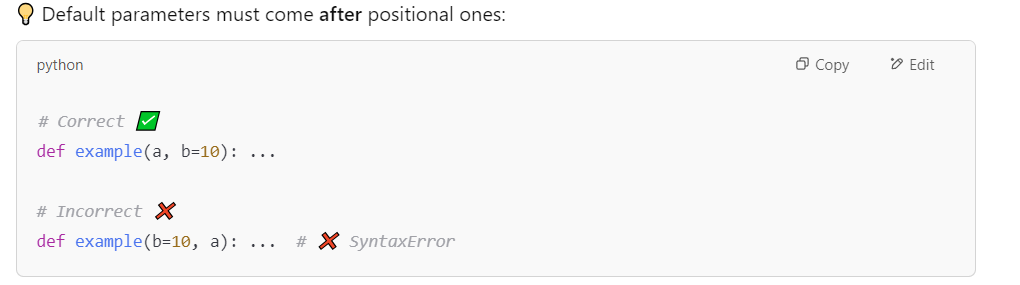 💡 Default parameters must come after positional ones:
python
Copy
Edit
# Correct ✅
def example(a, b=10): ...
# Incorrect ❌
def example(b=10, a): ...  # ❌ SyntaxError